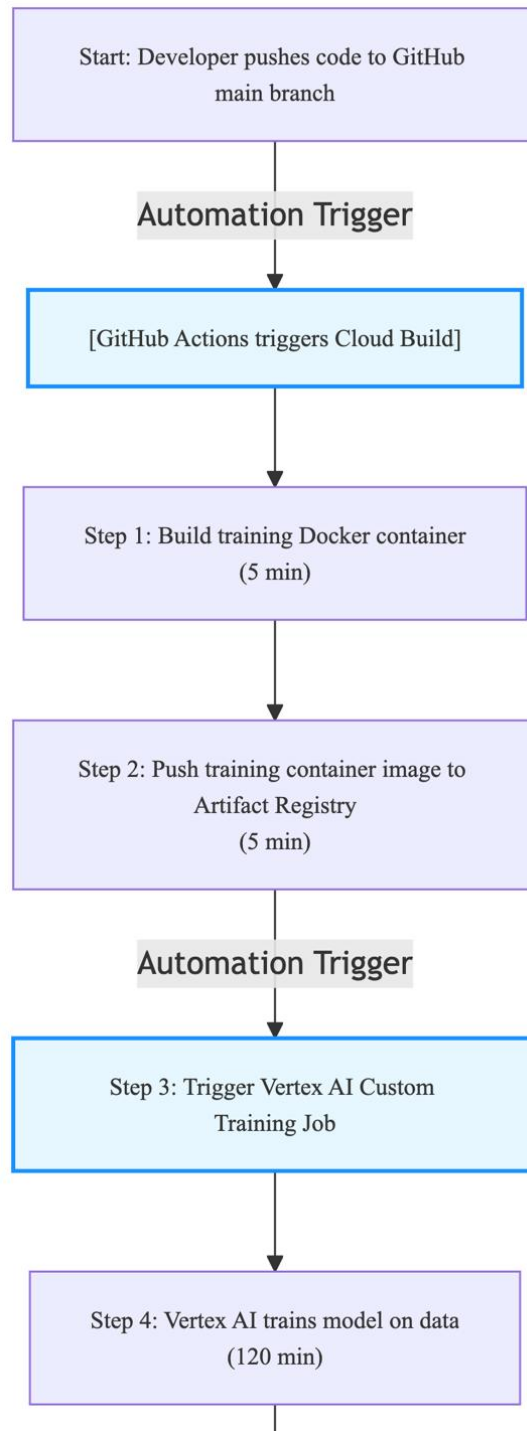 Start: Developer pushes code to GitHub
main branch
Automation Trigger
[GitHub Actions triggers Cloud Build]
Step 1: Build training Docker container
(5 min)
Step 2: Push training container image to
Artifact Registry
(5 min)
Automation Trigger
Step 3: Trigger Vertex AI Custom
Training Job
Step 4: Vertex AI trains model on data
(120 min)